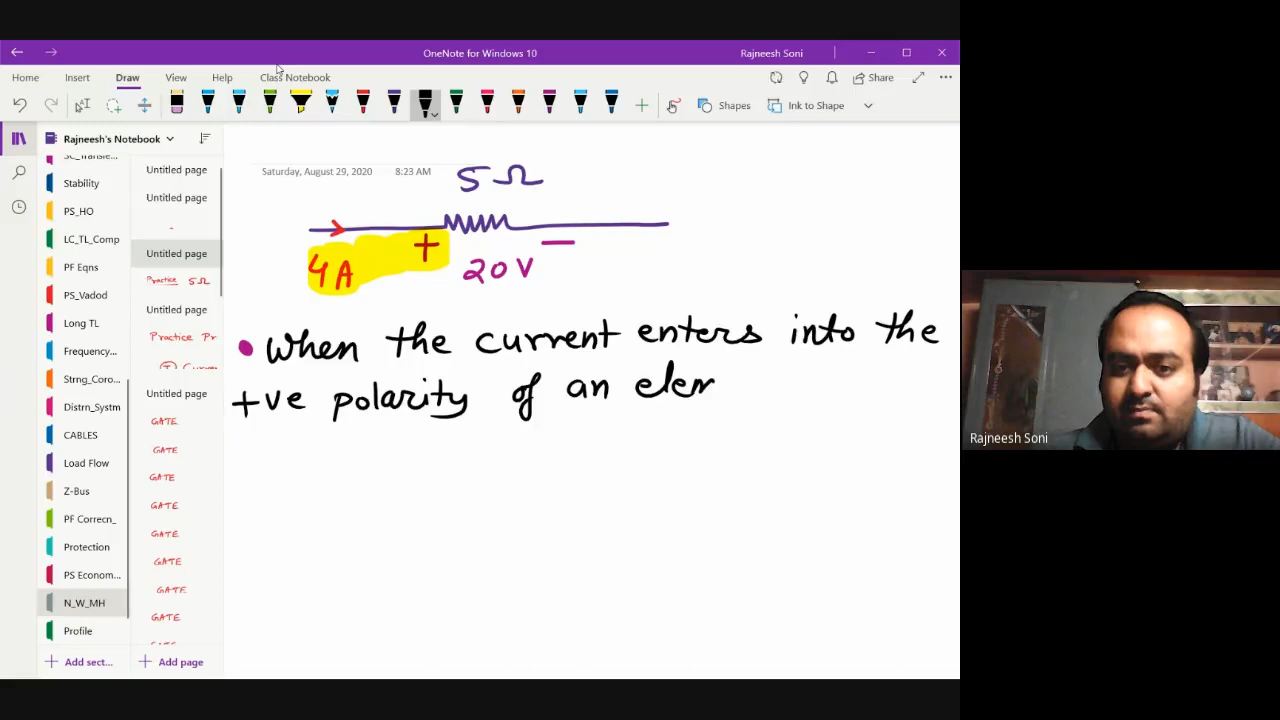 OneNote for Windows 10
Rajneesh Soni
Home Insert Draw View Help Class Notebook
Share
Shapes
Ink to Shape
Rajneesh's Notebook
SC_Transle...
Stability
PS_HO
LC_TL_Comp
PF Eqns
PS_Vadod
Long TL
Frequency...
Strng_Coro...
Distrn_Systm
CABLES
Load Flow
Z-Bus
PF Correcn_
Protection
PS Econom...
N_W_MH
Profile
Add sect...
Untitled page
Untitled page
Untitled page
Practice 5Ω
Untitled page
Practice Pr
Untitled page
GATE
GATE
GATE
GATE
GATE
GATE
GATE
GATE
Add page
Saturday, August 29, 2020 8:23 AM
5 Ω
+ −
4A 20 V
• When the current enters into the
+ve polarity of an elem
Rajneesh Soni